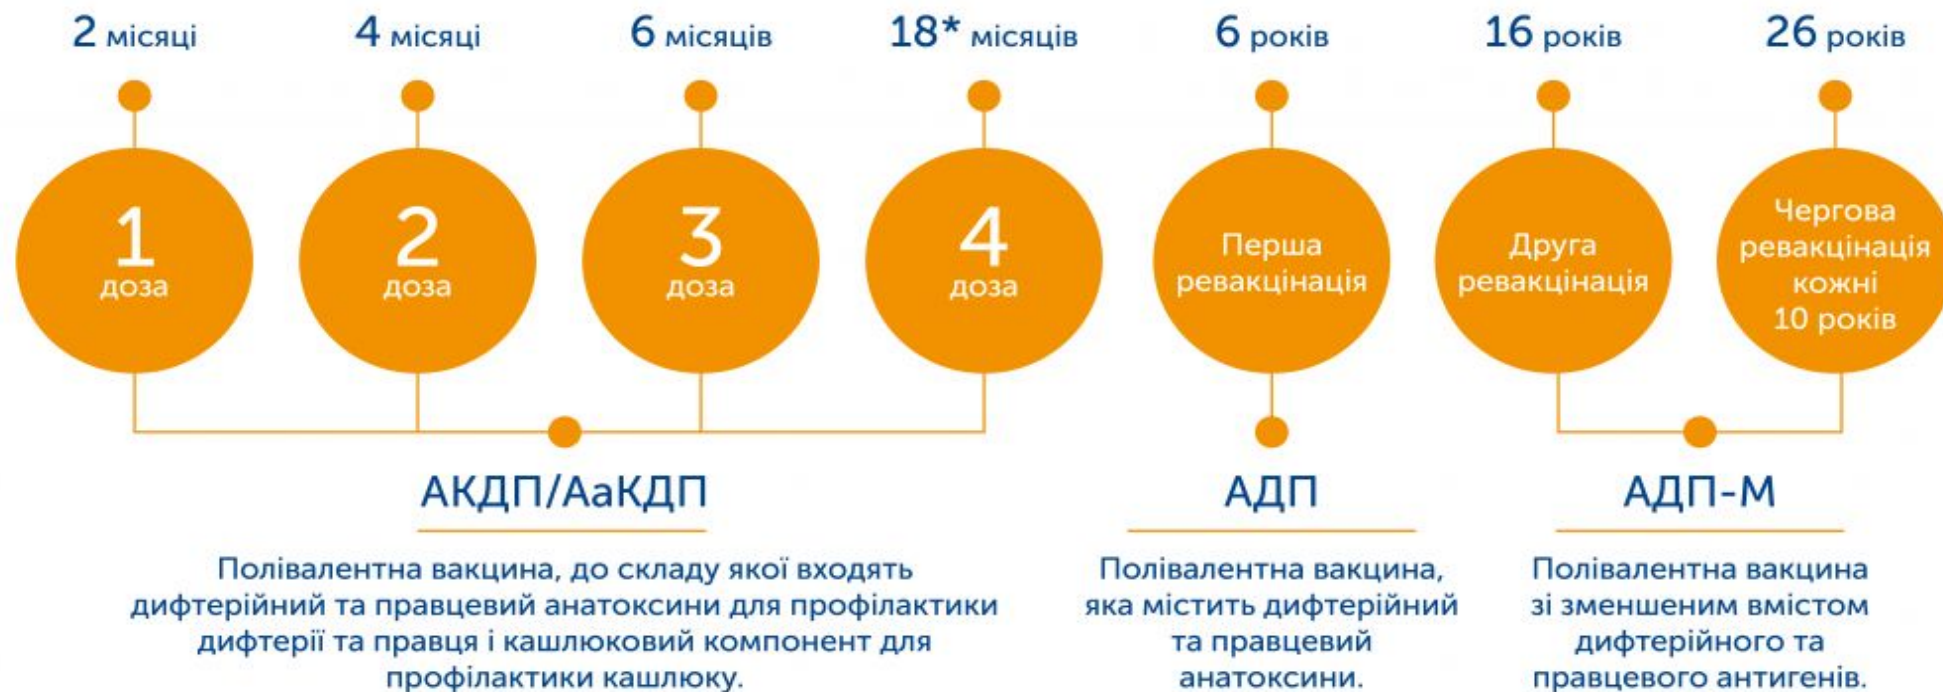 2 місяці
4 місяці
6 місяців
18* місяців
6 років
16 років
26 років
1
доза
2
доза
3
доза
4
доза
Перша
ревакцінація
Друга
ревакцінація
Чергова
ревакцінація
кожні
10 років
АКДП/АаКДП
Полівалентна вакцина, до складу якої входять
дифтерійний та правцевий анатоксини для профілактики
дифтерії та правця і кашлюковий компонент для
профілактики кашлюку.
АДП
Полівалентна вакцина,
яка містить дифтерійний
та правцевий
анатоксини.
АДП-М
Полівалентна вакцина
зі зменшеним вмістом
дифтерійного та
правцевого антигенів.